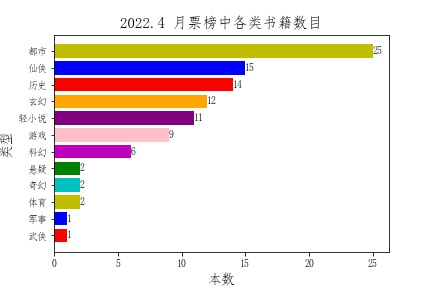 2022.4 月票榜中各类书籍数目
类型
都市 25
仙侠 15
历史 14
玄幻 12
轻小说 11
游戏 9
科幻 6
悬疑 2
奇幻 2
体育 2
军事 1
武侠 1
0 5 10 15 20 25
本数